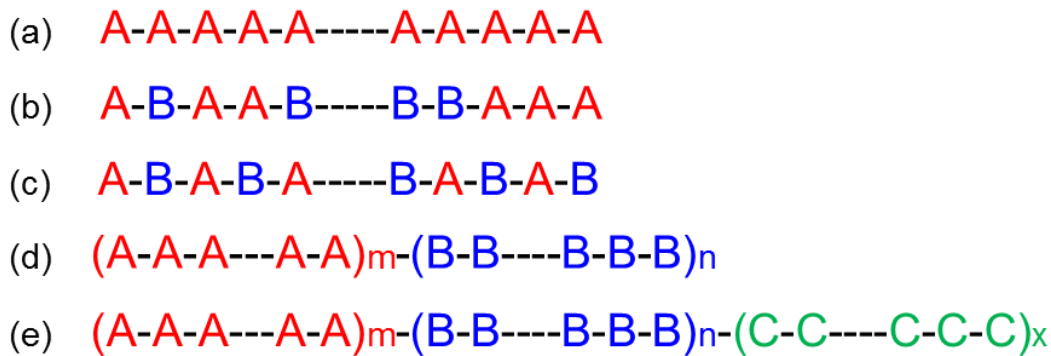 (a) A-A-A-A-A-----A-A-A-A-A
(b) A-B-A-A-B-----B-B-A-A-A
(c) A-B-A-B-A-----B-A-B-A-B
(d) (A-A-A---A-A)m-(B-B----B-B-B)n
(e) (A-A-A---A-A)m-(B-B----B-B-B)n-(C-C----C-C-C)x